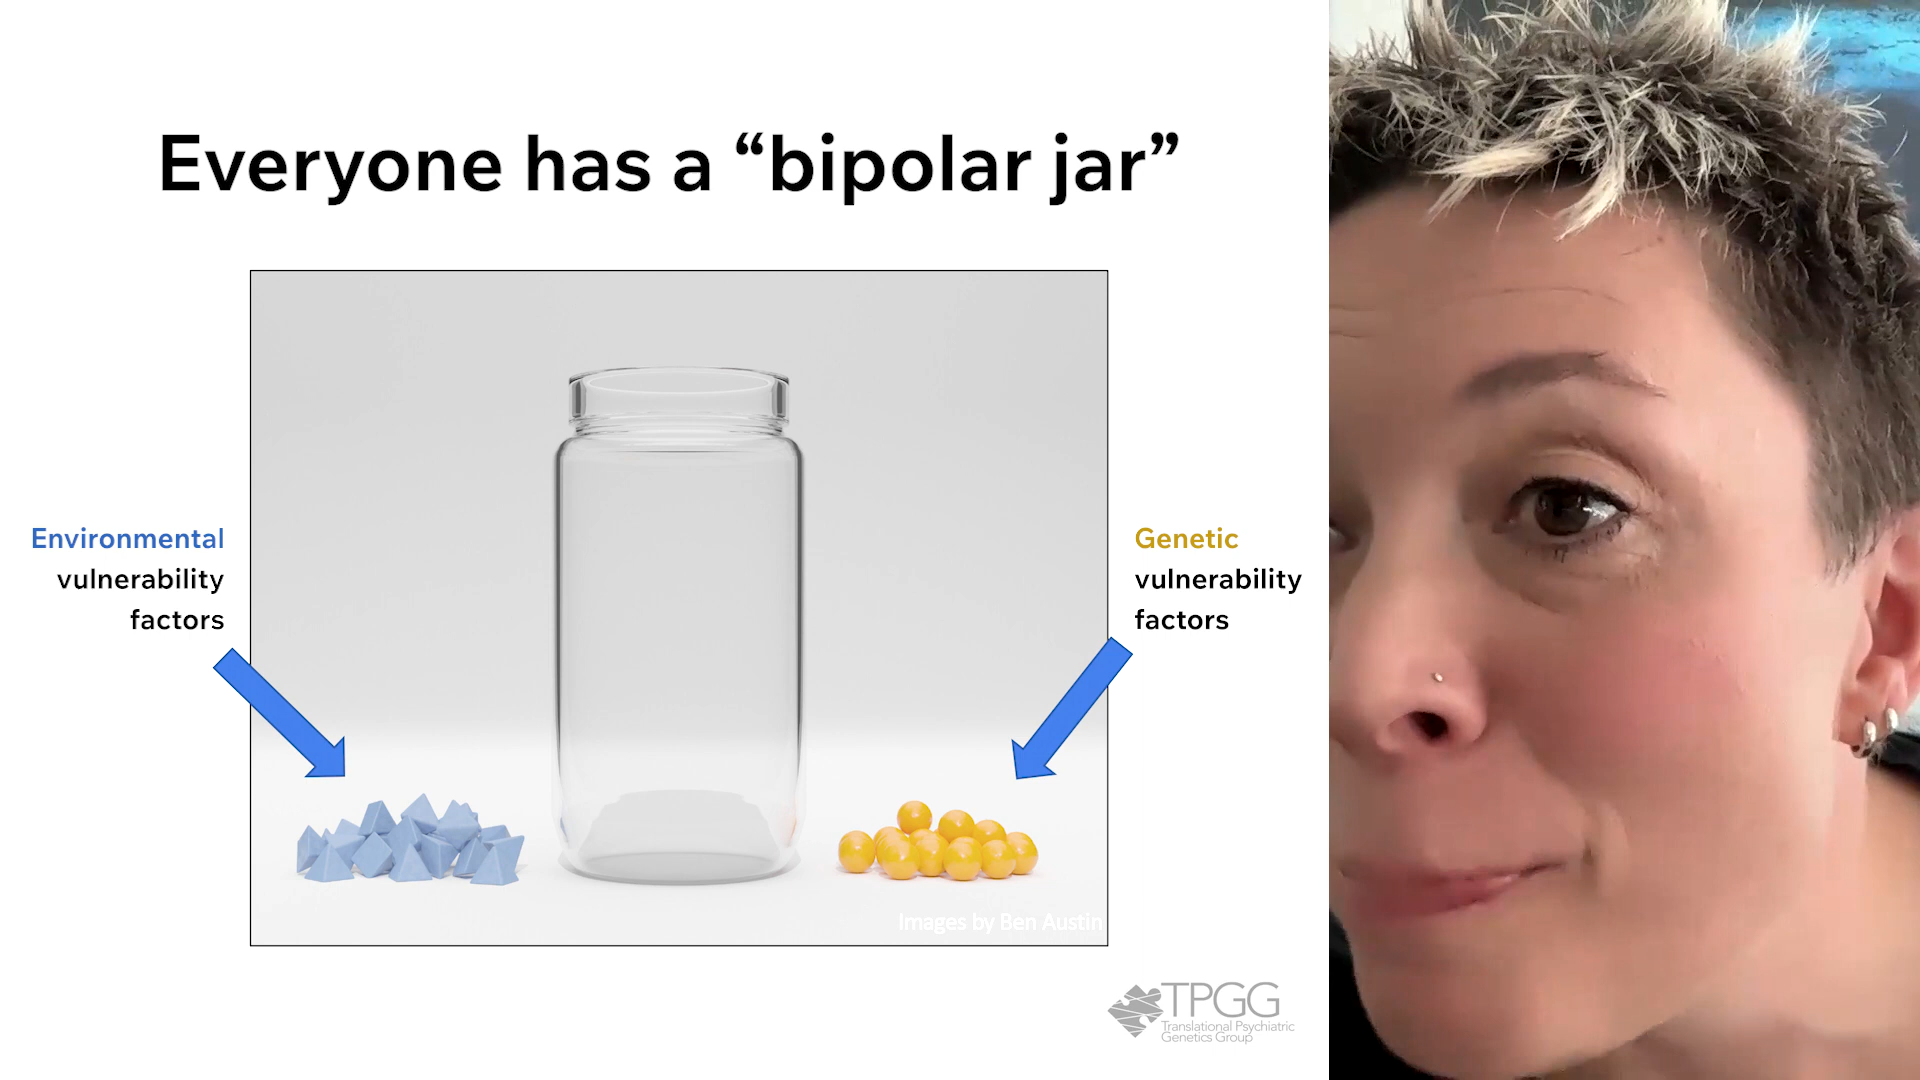 Everyone has a “bipolar jar”
Environmental
vulnerability
factors
Genetic
vulnerability
factors
Images by Ben Austin
TPGG
Translational Psychiatric
Genetics Group